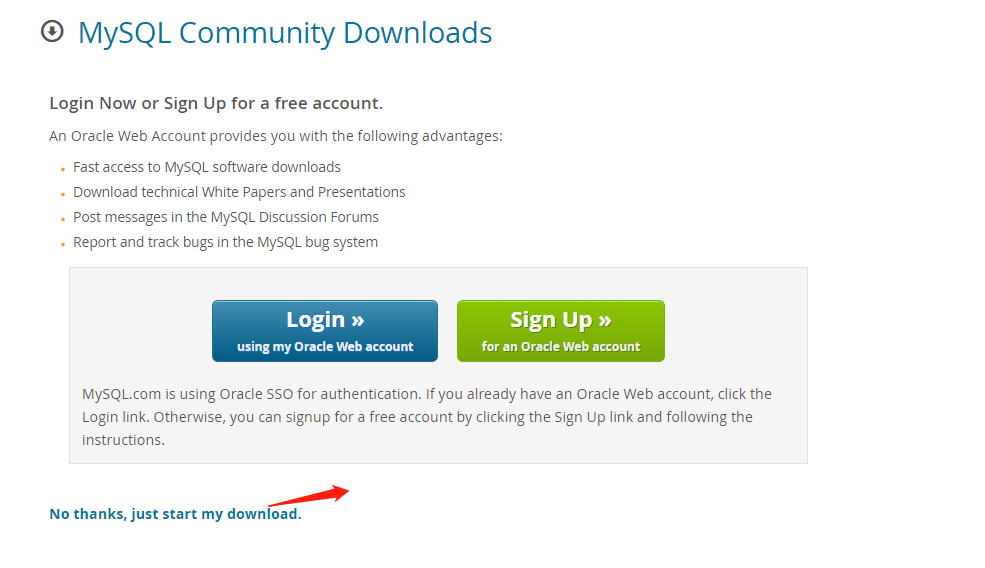 MySQL Community Downloads
Login Now or Sign Up for a free account.
An Oracle Web Account provides you with the following advantages:
Fast access to MySQL software downloads
Download technical White Papers and Presentations
Post messages in the MySQL Discussion Forums
Report and track bugs in the MySQL bug system
Login »
using my Oracle Web account
Sign Up »
for an Oracle Web account
MySQL.com is using Oracle SSO for authentication. If you already have an Oracle Web account, click the
Login link. Otherwise, you can signup for a free account by clicking the Sign Up link and following the
instructions.
No thanks, just start my download.